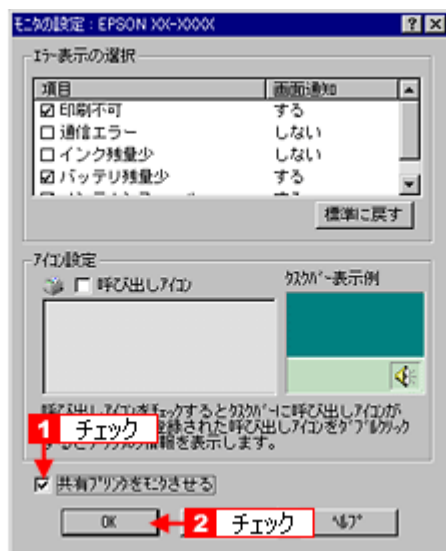 ﾓﾆﾀの設定 : EPSON XX-XXXX
ｴﾗｰ表示の選択
項目 画面通知
印刷不可 する
通信エラー しない
インク残量少 しない
バッテリ残量少 する
標準に戻す
ｱｲｺﾝ設定
呼び出しｱｲｺﾝ
ﾀｽｸﾊﾞｰ表示例
呼び出しｱｲｺﾝをﾁｪｯｸするとﾀｽｸﾊﾞｰに呼び出しｱｲｺﾝが
登録された呼び出しｱｲｺﾝをﾀﾞﾌﾞﾙｸﾘｯｸ
情報を表示します。
1 チェック
共有ﾌﾟﾘﾝﾀをﾓﾆﾀさせる
OK
2 チェック
ﾍﾙﾌﾟ